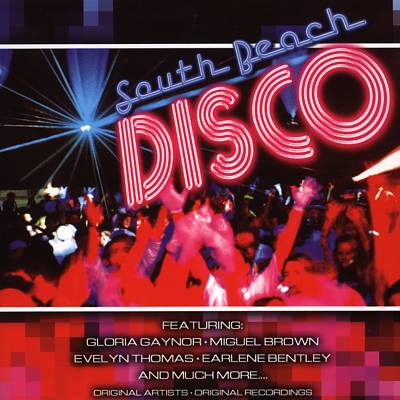 South Beach
DISCO
FEATURING:
GLORIA GAYNOR • MIGUEL BROWN
EVELYN THOMAS • EARLENE BENTLEY
AND MUCH MORE....
ORIGINAL ARTISTS • ORIGINAL RECORDINGS